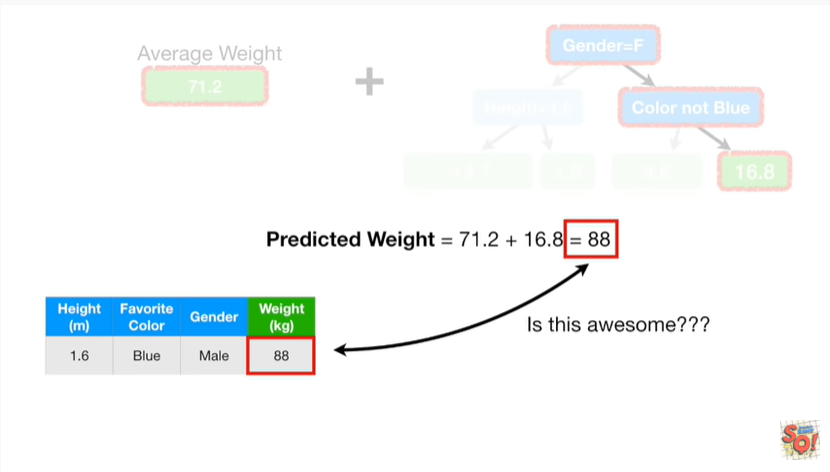 Average Weight
71.2
+
Gender=F
Color not Blue
16.8
Predicted Weight = 71.2 + 16.8 = 88
Is this awesome???
Height (m) Favorite Color Gender Weight (kg)
1.6 Blue Male 88
SQ!